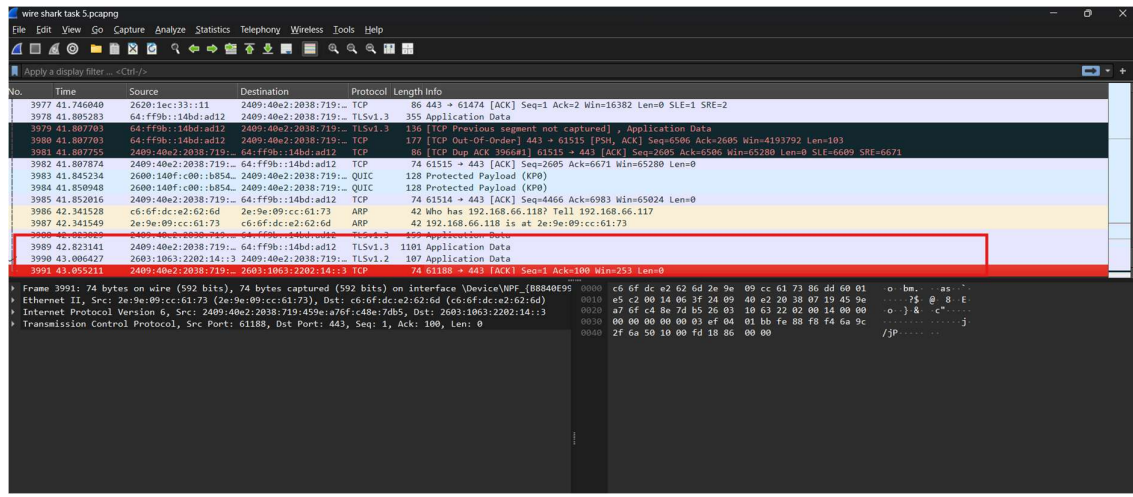 wire shark task 5.pcapng
File Edit View Go Capture Analyze Statistics Telephony Wireless Tools Help
Apply a display filter ... <Ctrl-/>
No. Time Source Destination Protocol Length Info
3977 41.746040 2620:1ec:33::11 2409:40e2:2038:719:… TCP 86 443 → 61474 [ACK] Seq=1 Ack=2 Win=16382 Len=0 SLE=1 SRE=2
3978 41.805283 64:ff9b::14bd:ad12 2409:40e2:2038:719:… TLSv1.3 355 Application Data
3979 41.807703 64:ff9b::14bd:ad12 2409:40e2:2038:719:… TLSv1.3 136 [TCP Previous segment not captured] , Application Data
3980 41.807703 64:ff9b::14bd:ad12 2409:40e2:2038:719:… TCP 177 [TCP Out-Of-Order] 443 → 61515 [PSH, ACK] Seq=6506 Ack=2605 Win=4193792 Len=103
3981 41.807755 2409:40e2:2038:719:… 64:ff9b::14bd:ad12 TCP 86 [TCP Dup ACK 3966#1] 61515 → 443 [ACK] Seq=2605 Ack=6506 Win=65280 Len=0 SLE=6609 SRE=6671
3982 41.807874 2409:40e2:2038:719:… 64:ff9b::14bd:ad12 TCP 74 61515 → 443 [ACK] Seq=2605 Ack=6671 Win=65280 Len=0
3983 41.845234 2600:140f:c00::b854… 2409:40e2:2038:719:… QUIC 128 Protected Payload (KP0)
3984 41.850948 2600:140f:c00::b854… 2409:40e2:2038:719:… QUIC 128 Protected Payload (KP0)
3985 41.852016 2409:40e2:2038:719:… 64:ff9b::14bd:ad12 TCP 74 61514 → 443 [ACK] Seq=4466 Ack=6983 Win=65024 Len=0
3986 42.341528 c6:6f:dc:e2:62:6d 2e:9e:09:cc:61:73 ARP 42 Who has 192.168.66.118? Tell 192.168.66.117
3987 42.341549 2e:9e:09:cc:61:73 c6:6f:dc:e2:62:6d ARP 42 192.168.66.118 is at 2e:9e:09:cc:61:73
Application Data
3989 42.823141 2409:40e2:2038:719:… 64:ff9b::14bd:ad12 TLSv1.3 1101 Application Data
3990 43.006427 2603:1063:2202:14::3 2409:40e2:2038:719:… TLSv1.2 107 Application Data
3991 43.055211 2409:40e2:2038:719:… 2603:1063:2202:14::3 TCP 74 61188 → 443 [ACK] Seq=1 Ack=100 Win=253 Len=0
Frame 3991: 74 bytes on wire (592 bits), 74 bytes captured (592 bits) on interface \Device\NPF_{B8840E99
Ethernet II, Src: 2e:9e:09:cc:61:73 (2e:9e:09:cc:61:73), Dst: c6:6f:dc:e2:62:6d (c6:6f:dc:e2:62:6d)
Internet Protocol Version 6, Src: 2409:40e2:2038:719:459e:a76f:c48e:7db5, Dst: 2603:1063:2202:14::3
Transmission Control Protocol, Src Port: 61188, Dst Port: 443, Seq: 1, Ack: 100, Len: 0
0000 c6 6f dc e2 62 6d 2e 9e 09 cc 61 73 86 dd 60 01 ·o··bm.· ··as··`·
0010 e5 c2 00 14 06 3f 24 09 40 e2 20 38 07 19 45 9e ·····?$· @· 8··E·
0020 a7 6f c4 8e 7d b5 26 03 10 63 22 02 00 14 00 00 ·o··}·&· ·c"·····
0030 00 00 00 00 00 03 ef 04 01 bb fe 88 f8 f4 6a 9c ········ ······j·
0040 2f 6a 50 10 00 fd 18 86 00 00 /jP····· ··